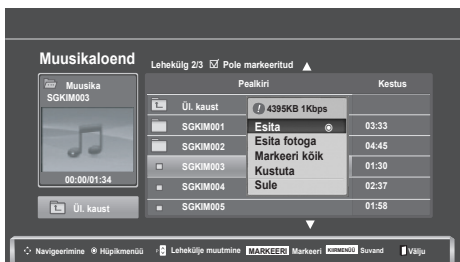 Muusikaloend
Lehekülg 2/3 ☑ Pole markeeritud
Muusika
SGKIM003
00:00/01:34
Ül. kaust
Pealkiri Kestus
Ül. kaust
SGKIM001 03:33
SGKIM002 04:45
SGKIM003 01:30
SGKIM004 02:37
SGKIM005 01:58
4395KB 1Kbps
Esita
Esita fotoga
Markeeri kõik
Kustuta
Sule
Navigeerimine Hüpikmenüü P Lehekülje muutmine MARKEERI Markeeri KIIRMENÜÜ Suvand Välju